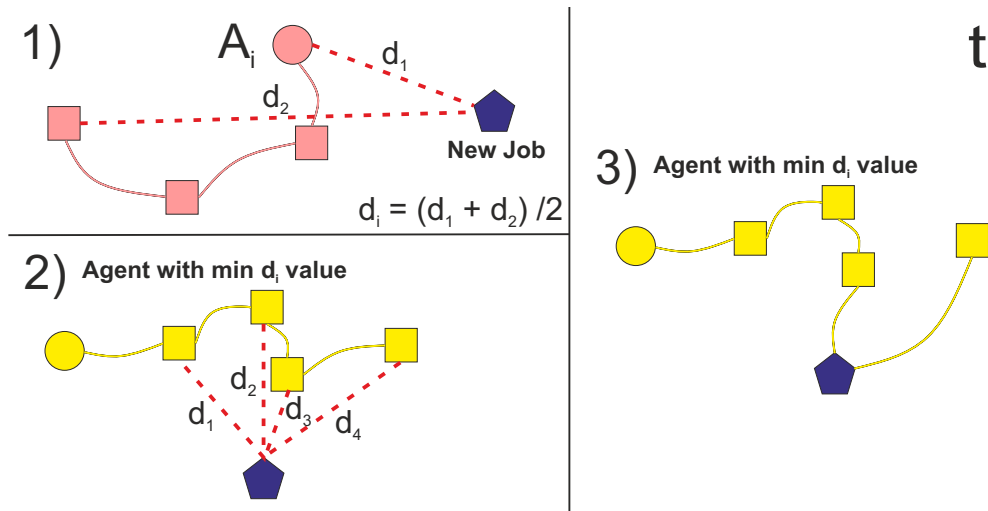 1)
A_i
d_1
d_2
New Job
d_i = (d_1 + d_2) /2
2) Agent with min d_i value
d_1
d_2
d_3
d_4
t
3) Agent with min d_i value